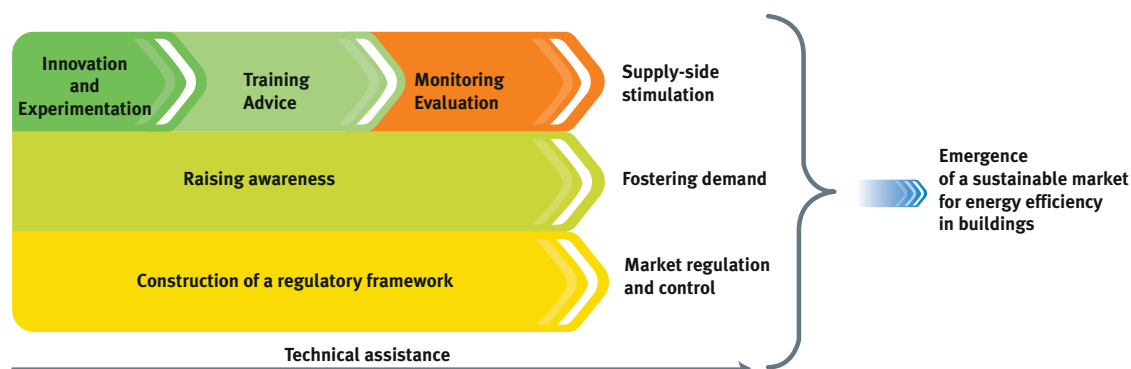 Innovation
and
Experimentation
Training
Advice
Monitoring
Evaluation
Supply-side
stimulation
Raising awareness
Fostering demand
Construction of a regulatory framework
Market regulation
and control
Technical assistance
Emergence
of a sustainable market
for energy efficiency
in buildings